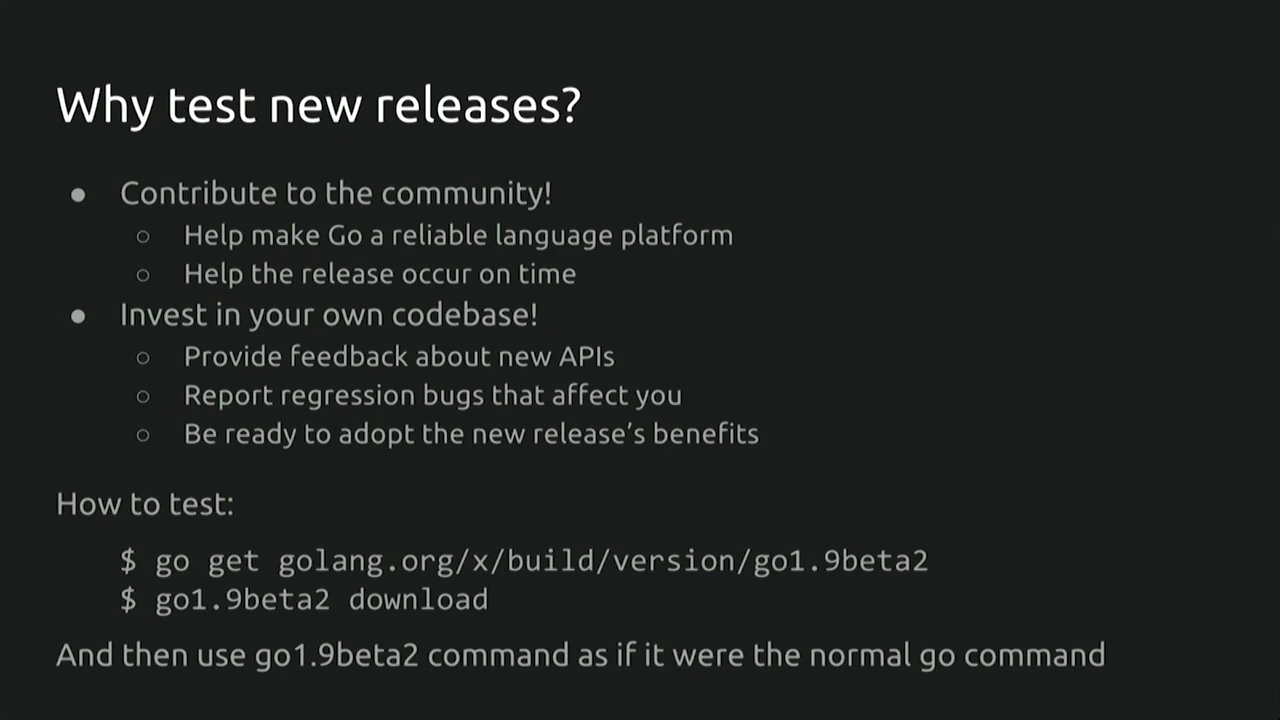 Why test new releases?
● Contribute to the community!
○ Help make Go a reliable language platform
○ Help the release occur on time
● Invest in your own codebase!
○ Provide feedback about new APIs
○ Report regression bugs that affect you
○ Be ready to adopt the new release’s benefits
How to test:
$ go get golang.org/x/build/version/go1.9beta2
$ go1.9beta2 download
And then use go1.9beta2 command as if it were the normal go command